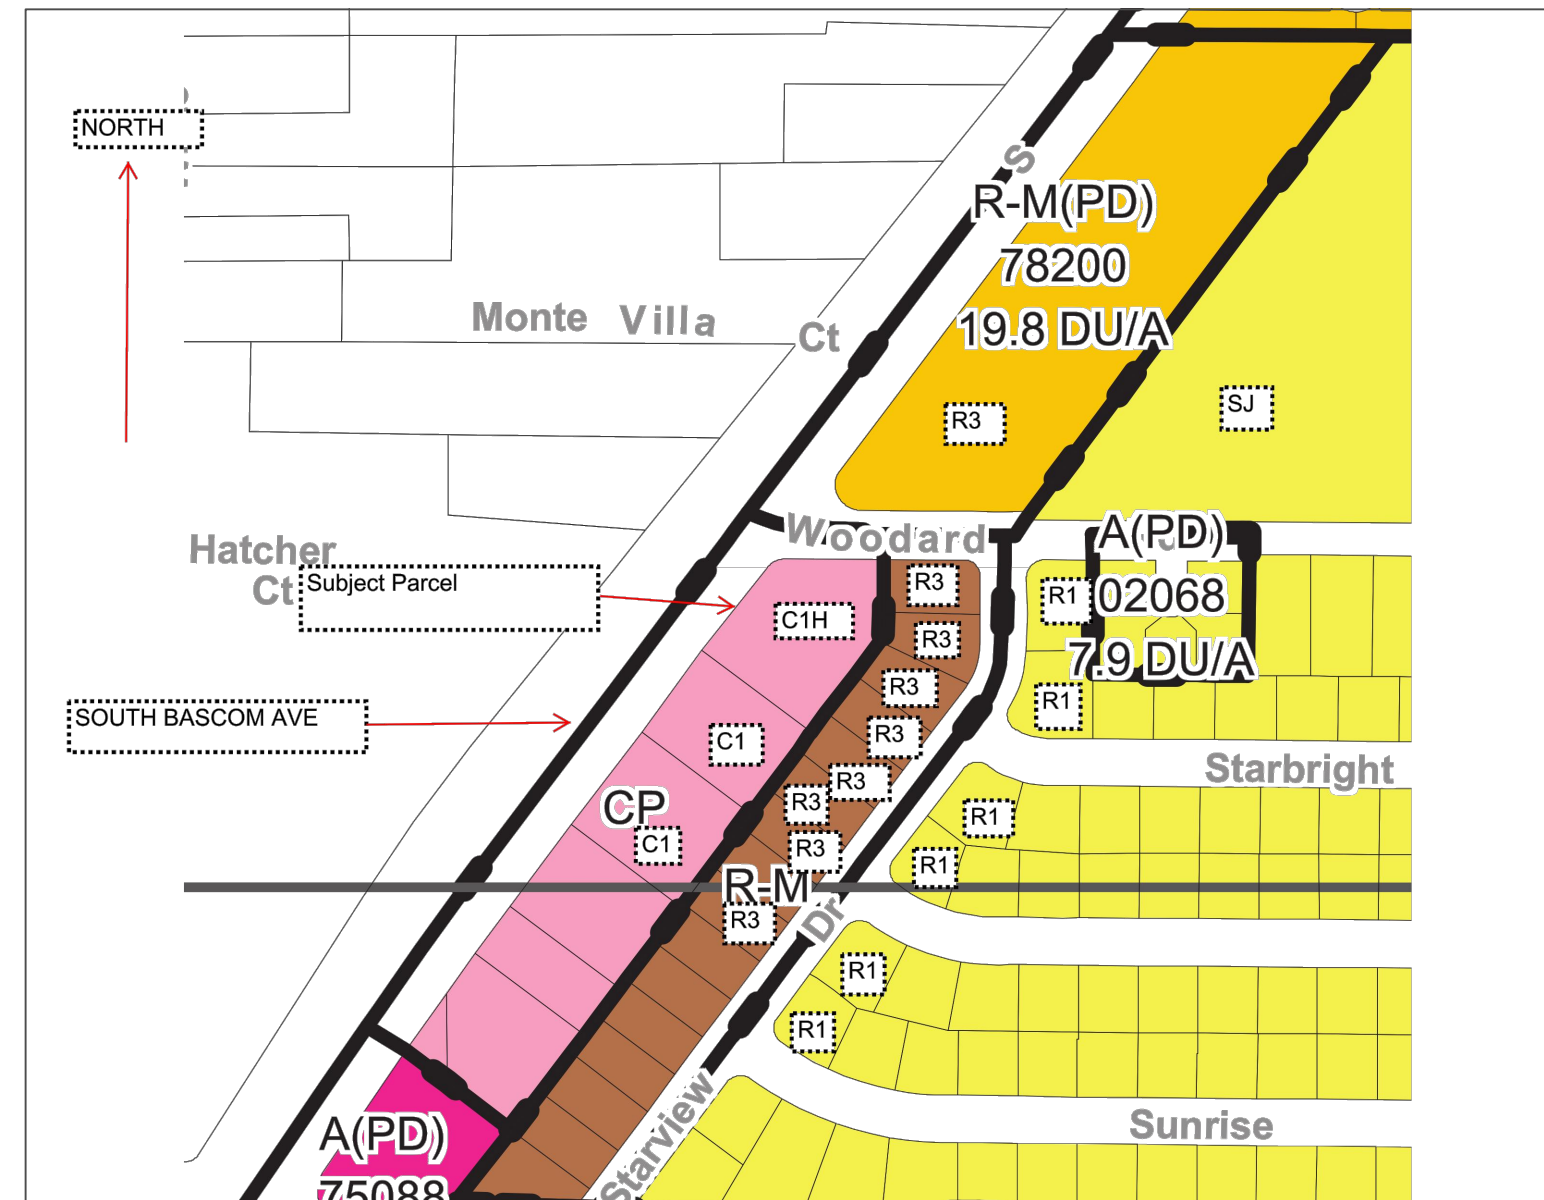 NORTH
S
R-M(PD)
78200
19.8 DU/A
Monte Villa Ct
R3
SJ
Woodard
Hatcher
Ct
Subject Parcel
A(PD)
02068
7.9 DU/A
C1H
R3
R3
R1
R3
R1
SOUTH BASCOM AVE
C1
R3
Starbright
R3
R3
CP
C1
R3
R1
R1
R-M
R3
Dr
R1
R1
Starview
Sunrise
A(PD)
75088